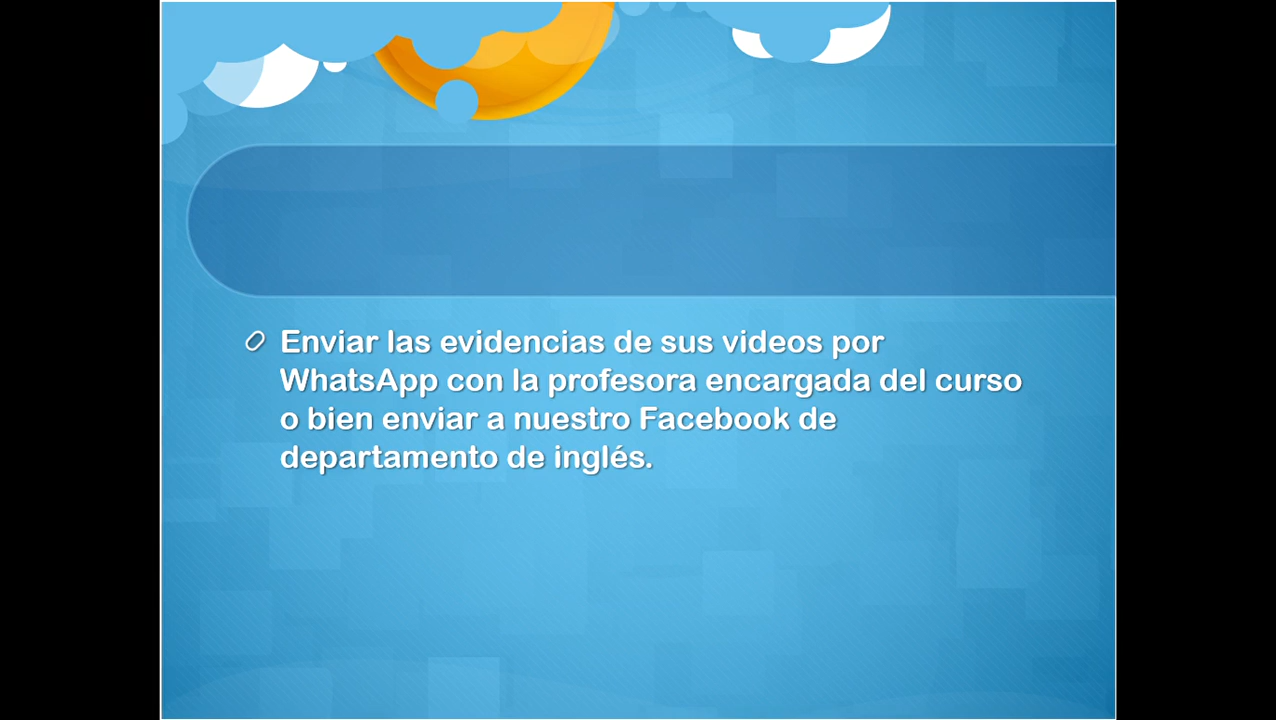 Enviar las evidencias de sus videos por
WhatsApp con la profesora encargada del curso
o bien enviar a nuestro Facebook de
departamento de inglés.